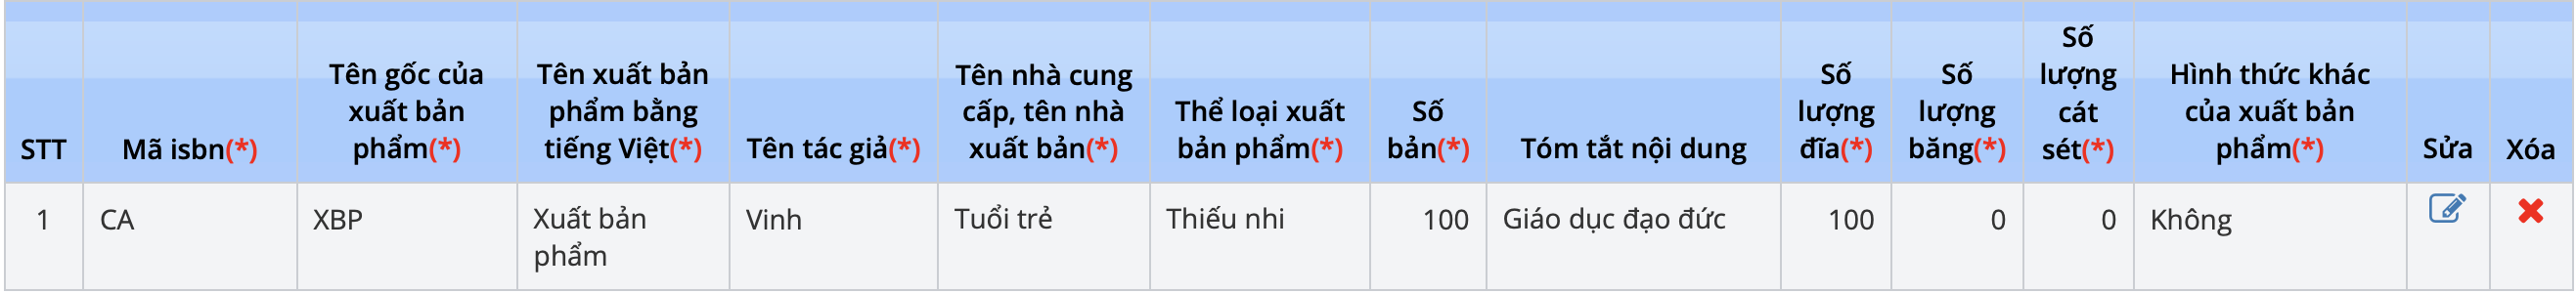 STT
Mã isbn(*)
Tên gốc của
xuất bản
phẩm(*)
Tên xuất bản
phẩm bằng
tiếng Việt(*)
Tên tác giả(*)
Tên nhà cung
cấp, tên nhà
xuất bản(*)
Thể loại xuất
bản phẩm(*)
Số
bản(*)
Tóm tắt nội dung
Số
lượng
đĩa(*)
Số
lượng
băng(*)
Số
lượng
cát
sét(*)
Hình thức khác
của xuất bản
phẩm(*)
Sửa
Xóa
1
CA
XBP
Xuất bản
phẩm
Vinh
Tuổi trẻ
Thiếu nhi
100
Giáo dục đạo đức
100
0
0
Không